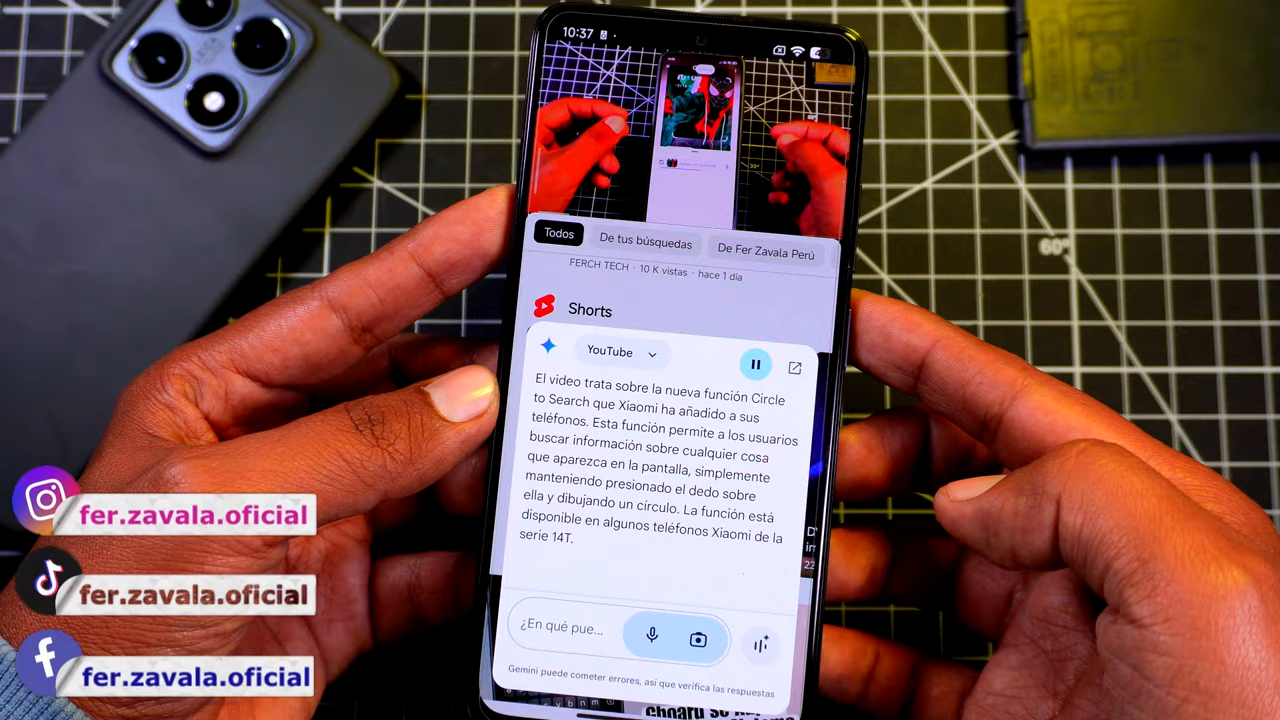 LEICA
10:37
60°
Todos
De tus búsquedas
De Fer Zavala Perú
FERCH TECH · 10 K vistas · hace 1 día
Shorts
YouTube
El video trata sobre la nueva función Circle
to Search que Xiaomi ha añadido a sus
teléfonos. Esta función permite a los usuarios
buscar información sobre cualquier cosa
que aparezca en la pantalla, simplemente
manteniendo presionado el dedo sobre
ella y dibujando un círculo. La función está
disponible en algunos teléfonos Xiaomi de la
serie 14T.
¿En qué pue...
Gemini puede cometer errores, así que verifica las respuestas
fer.zavala.oficial
fer.zavala.oficial
fer.zavala.oficial